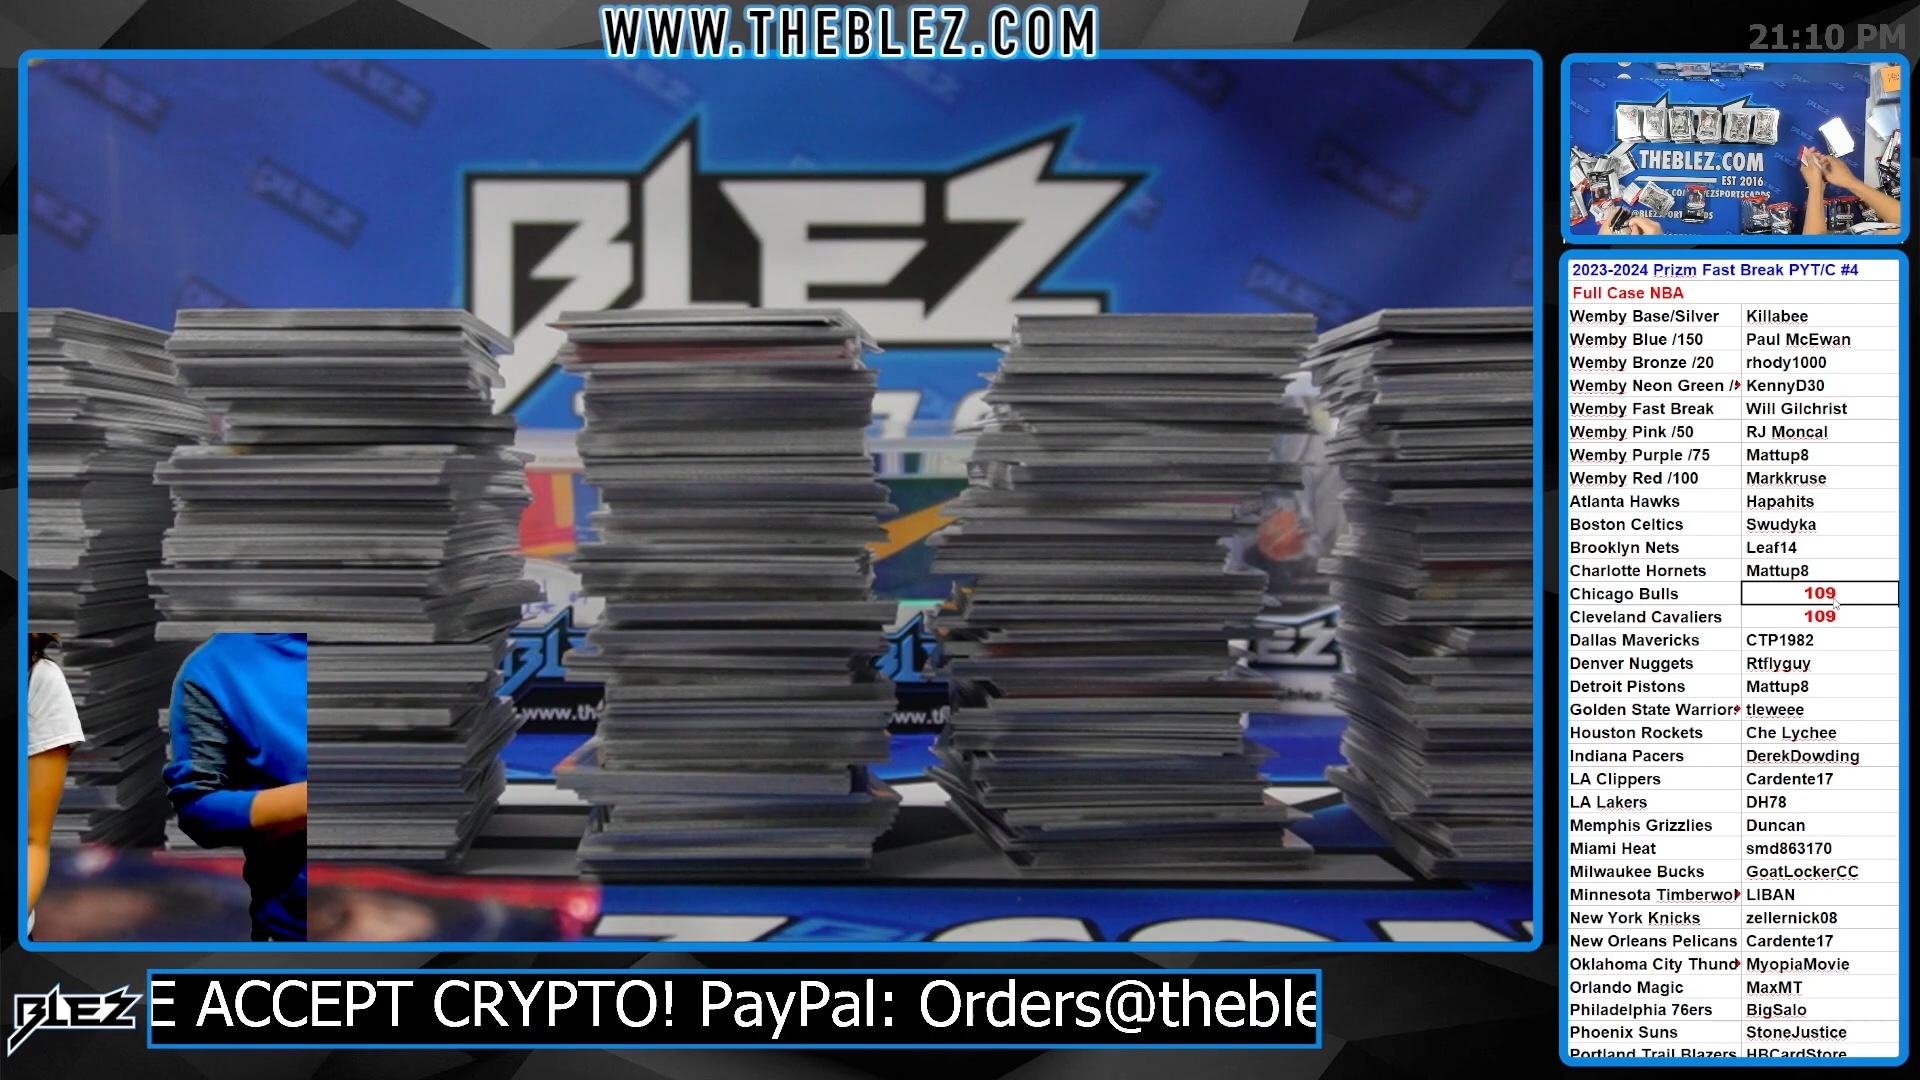 WWW.THEBLEZ.COM
21:10 PM
BLEZ
THEBLEZ.COM
EST 2016
2023-2024 Prizm Fast Break PYT/C #4
Full Case NBA
Wemby Base/Silver Killabee
Wemby Blue /150 Paul McEwan
Wemby Bronze /20 rhody1000
Wemby Neon Green / KennyD30
Wemby Fast Break Will Gilchrist
Wemby Pink /50 RJ Moncal
Wemby Purple /75 Mattup8
Wemby Red /100 Markkruse
Atlanta Hawks Hapahits
Boston Celtics Swudyka
Brooklyn Nets Leaf14
Charlotte Hornets Mattup8
Chicago Bulls 109
Cleveland Cavaliers 109
Dallas Mavericks CTP1982
Denver Nuggets Rtflyguy
Detroit Pistons Mattup8
Golden State Warriors tleweee
Houston Rockets Che Lychee
Indiana Pacers DerekDowding
LA Clippers Cardente17
LA Lakers DH78
Memphis Grizzlies Duncan
Miami Heat smd863170
Milwaukee Bucks GoatLockerCC
Minnesota Timberwol LIBAN
New York Knicks zellernick08
New Orleans Pelicans Cardente17
Oklahoma City Thund MyopiaMovie
Orlando Magic MaxMT
Philadelphia 76ers BigSalo
Phoenix Suns StoneJustice
Portland Trail Blazers HBCardStore
BLEZ
E ACCEPT CRYPTO! PayPal: Orders@theble